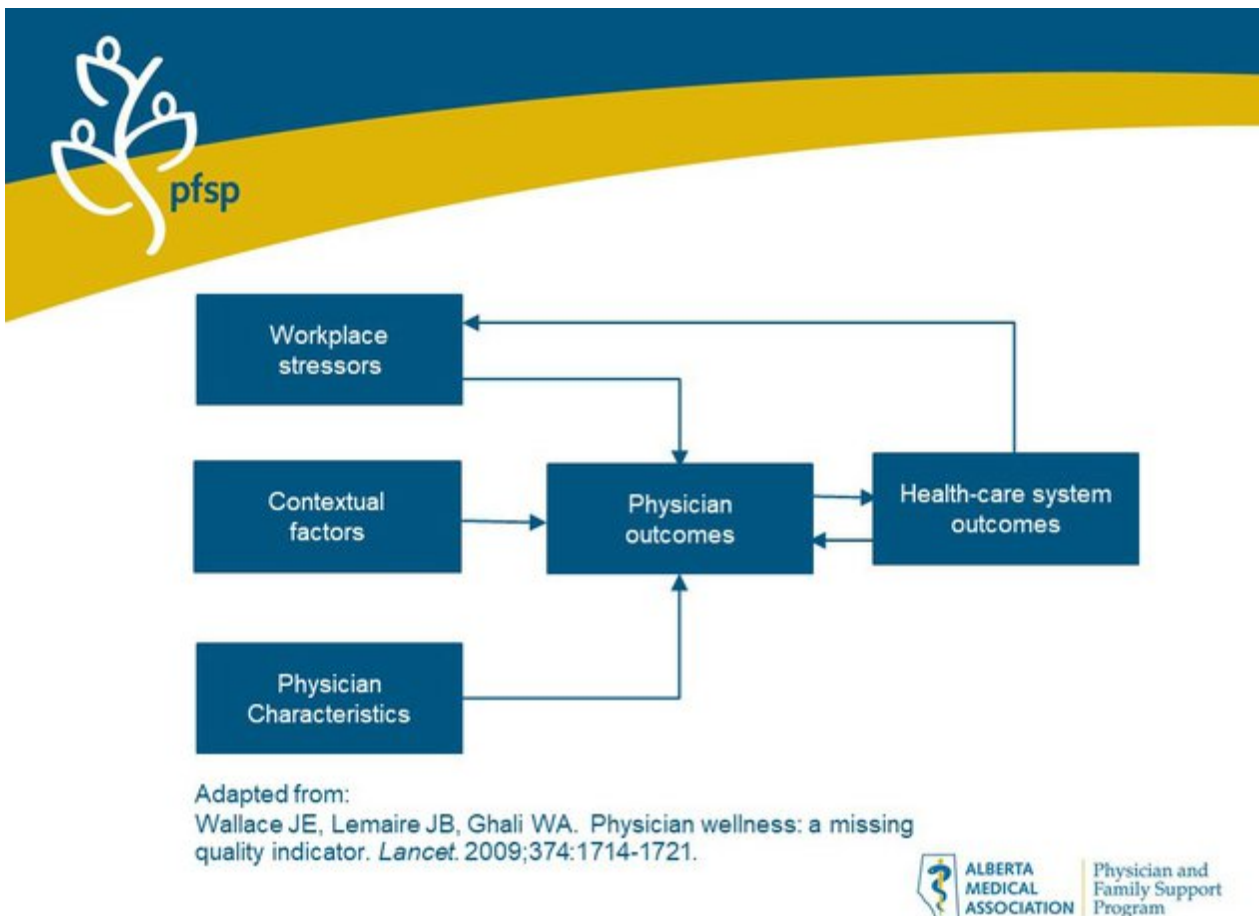 pfsp
Workplace
stressors
Contextual
factors
Physician
outcomes
Health-care system
outcomes
Physician
Characteristics
Adapted from:
Wallace JE, Lemaire JB, Ghali WA. Physician wellness: a missing
quality indicator. Lancet. 2009;374:1714-1721.
ALBERTA
MEDICAL
ASSOCIATION
Physician and
Family Support
Program